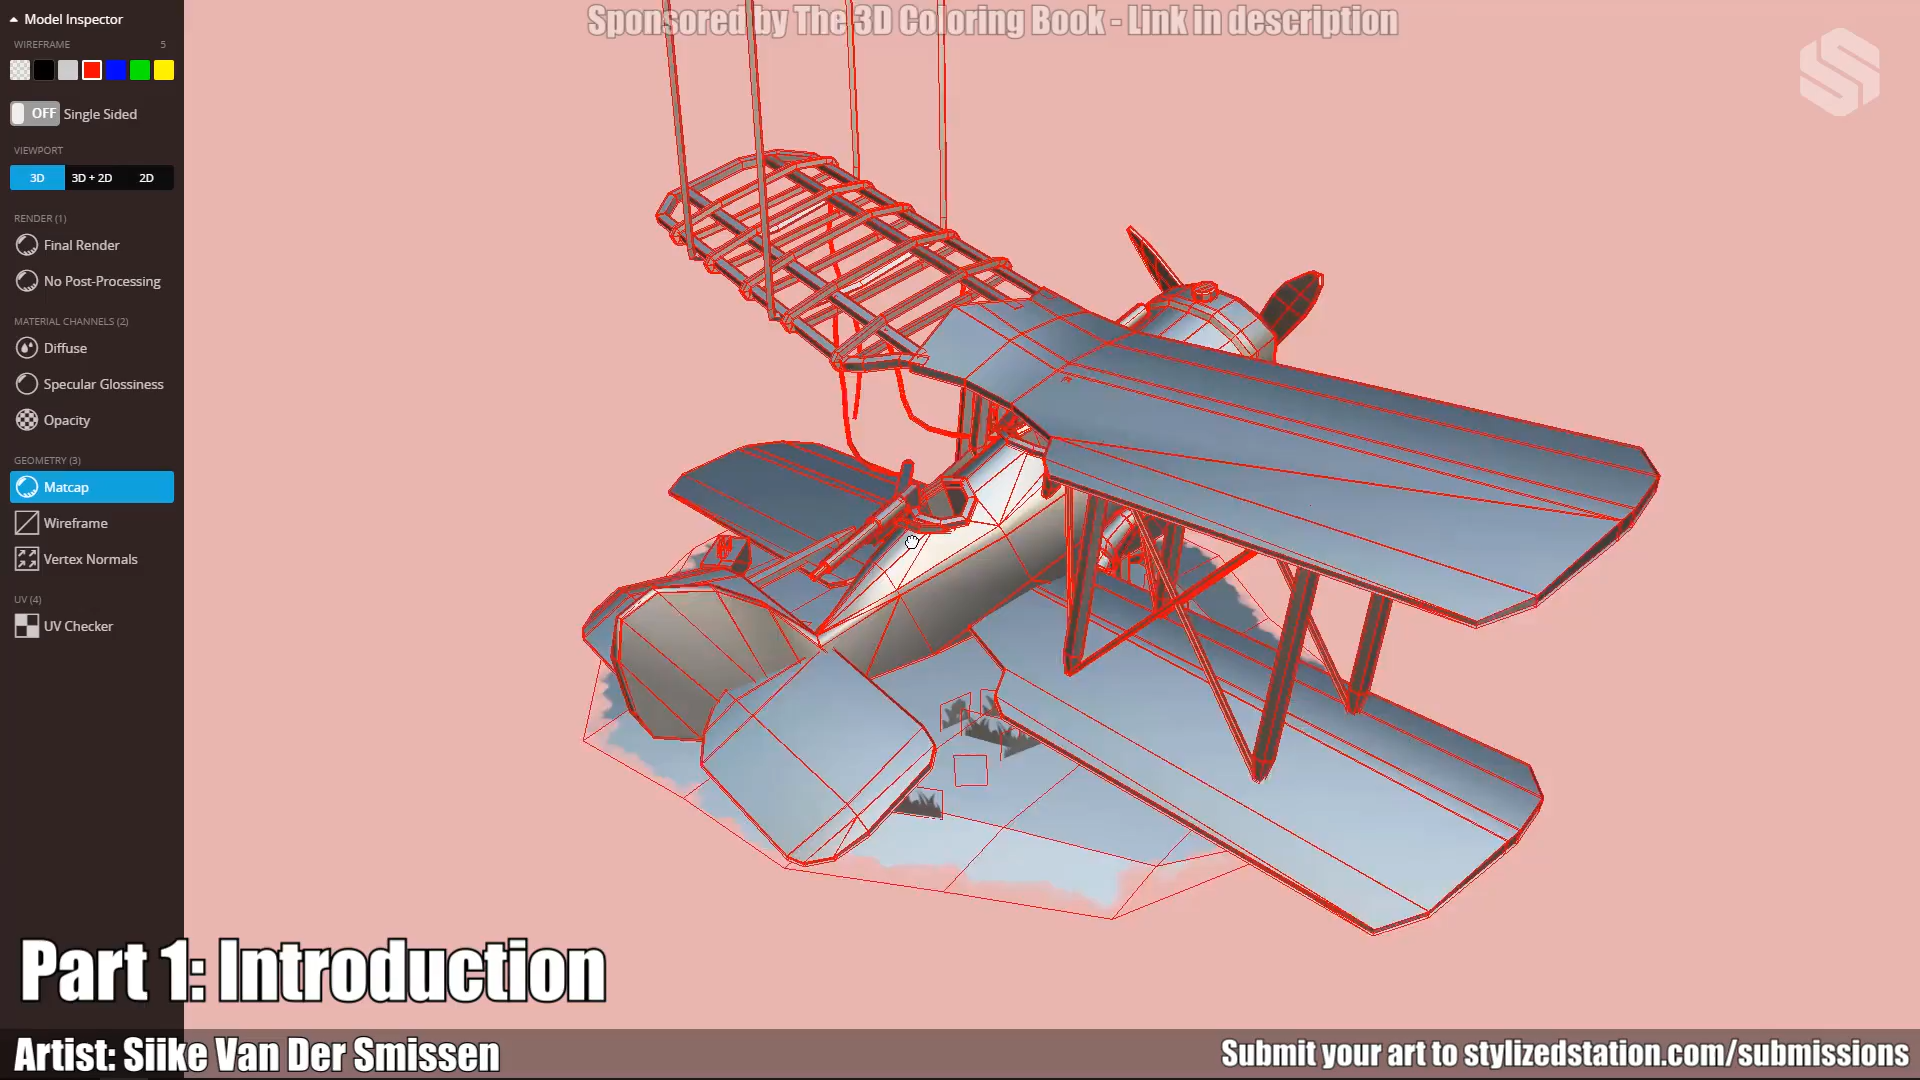 Sponsored by The 3D Coloring Book - Link in description
Model Inspector
WIREFRAME 5
OFF Single Sided
VIEWPORT
3D 3D + 2D 2D
RENDER (1)
Final Render
No Post-Processing
MATERIAL CHANNELS (2)
Diffuse
Specular Glossiness
Opacity
GEOMETRY (3)
Matcap
Wireframe
Vertex Normals
UV (4)
UV Checker
Part 1: Introduction
Artist: Siike Van Der Smissen
Submit your art to stylizedstation.com/submissions